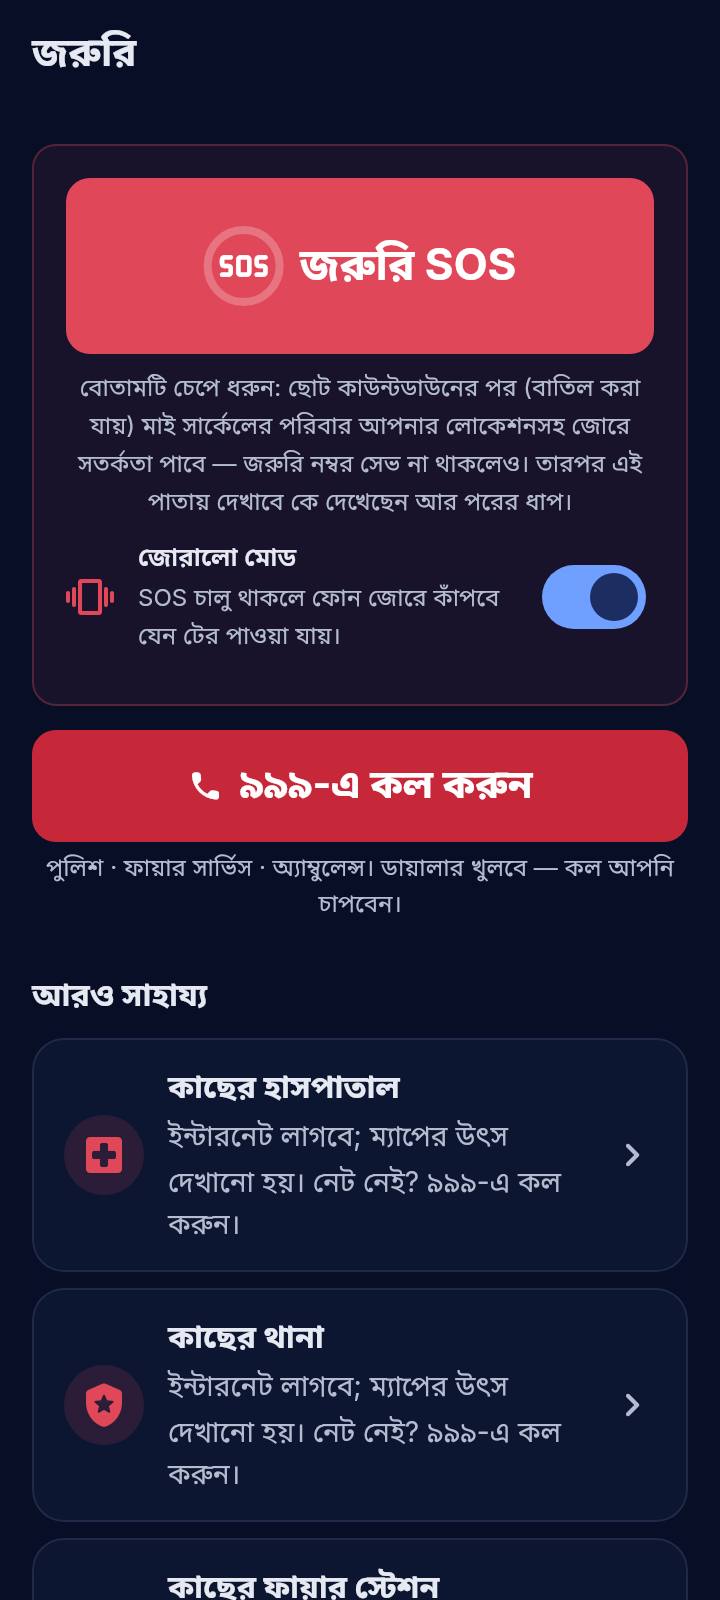 জরুরি
SOS জরুরি SOS
বোতামটি চেপে ধরুন: ছোট কাউন্টডাউনের পর (বাতিল করা
যায়) মাই সার্কেলের পরিবার আপনার লোকেশনসহ জোরে
সতর্কতা পাবে — জরুরি নম্বর সেভ না থাকলেও। তারপর এই
পাতায় দেখাবে কে দেখেছেন আর পরের ধাপ।
জোরালো মোড
SOS চালু থাকলে ফোন জোরে কাঁপবে
যেন টের পাওয়া যায়।
৯৯৯-এ কল করুন
পুলিশ · ফায়ার সার্ভিস · অ্যাম্বুলেন্স। ডায়ালার খুলবে — কল আপনি
চাপবেন।
আরও সাহায্য
কাছের হাসপাতাল
ইন্টারনেট লাগবে; ম্যাপের উৎস
দেখানো হয়। নেট নেই? ৯৯৯-এ কল
করুন।
কাছের থানা
ইন্টারনেট লাগবে; ম্যাপের উৎস
দেখানো হয়। নেট নেই? ৯৯৯-এ কল
করুন।
কাছের ফায়ার স্টেশন